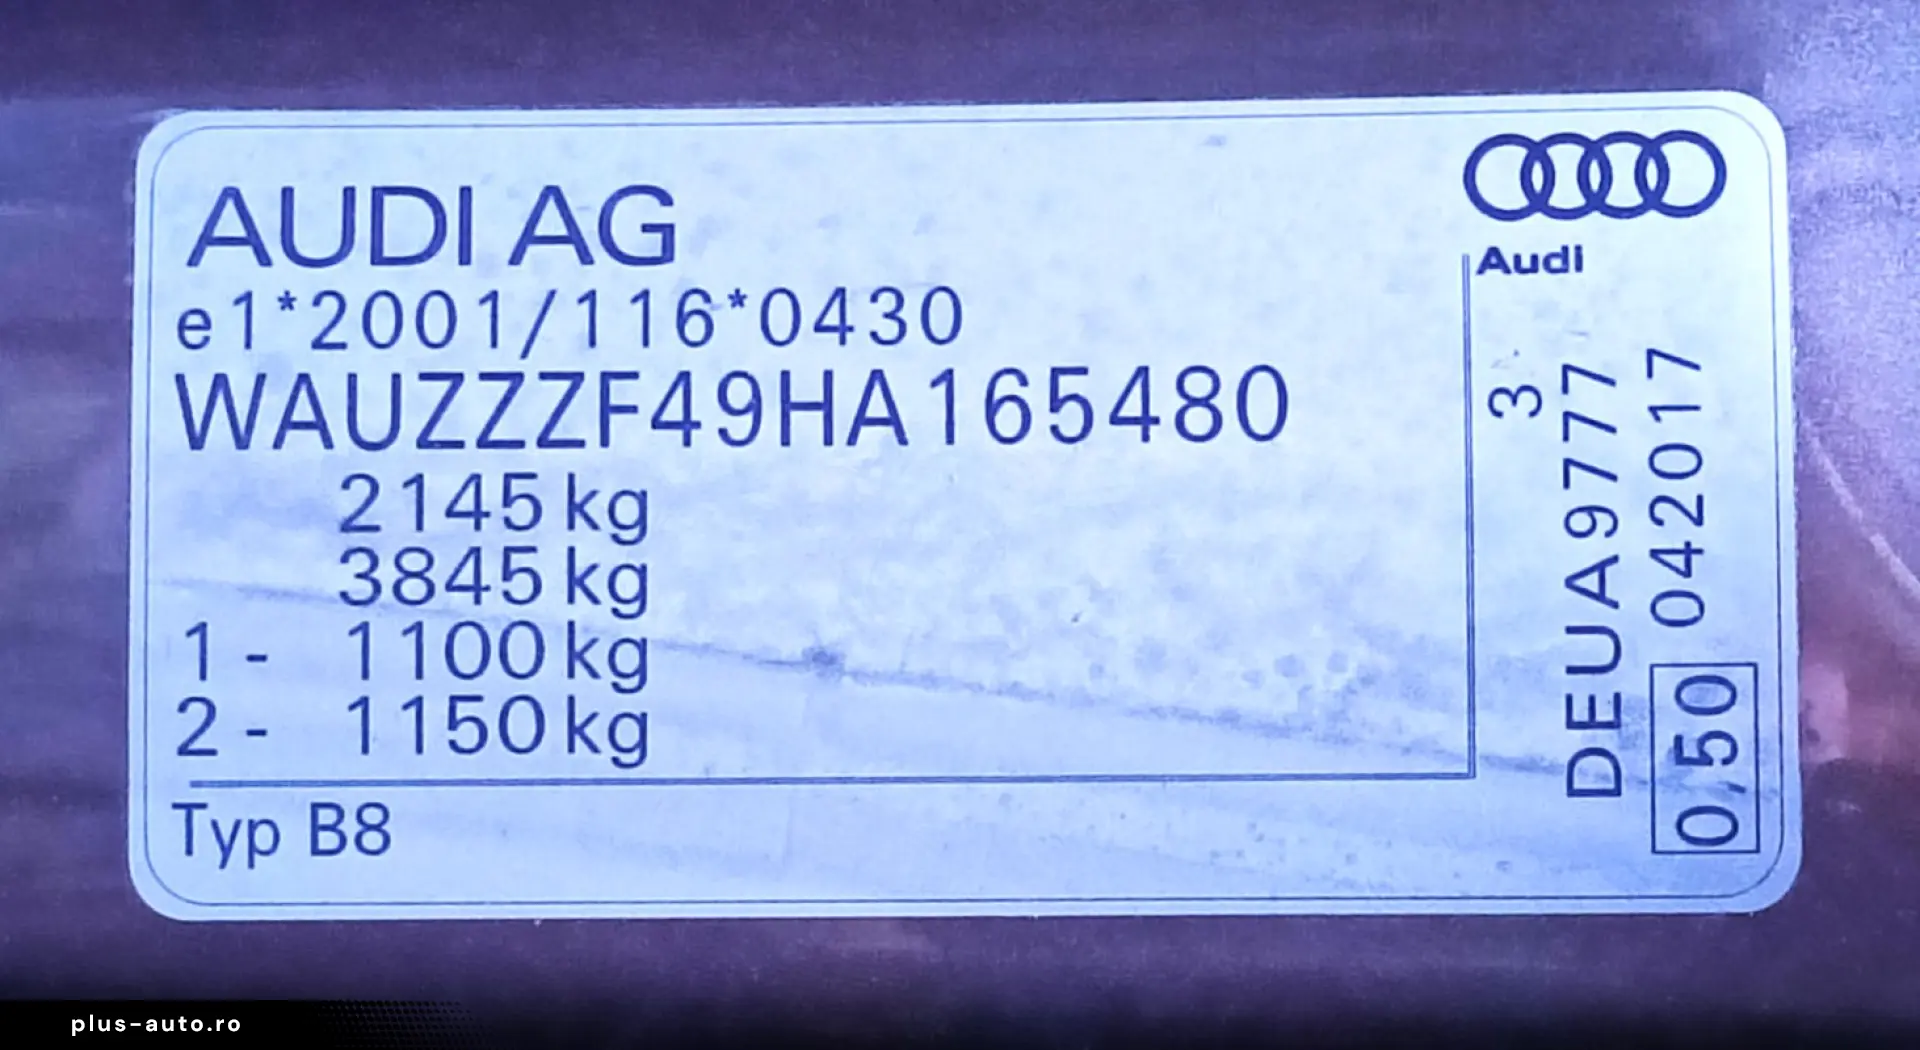 AUDI AG
e1*2001/116*0430
WAUZZZF49HA165480
2145 kg
3845 kg
1 - 1100 kg
2 - 1150 kg
Typ B8
Audi
3
DEUA9777
042017
0,50
plus-auto.ro